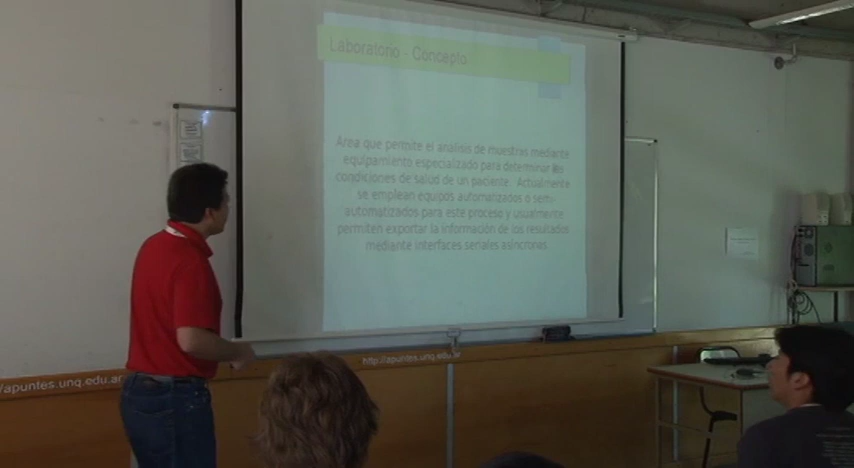 Laboratorio - Concepto
Area que permite el análisis de muestras mediante
equipamiento especializado para determinar las
condiciones de salud de un paciente. Actualmente
se emplean equipos automatizados o semi-
automatizados para este proceso y usualmente
permiten exportar la información de los resultados
mediante interfaces seriales asíncronas.
http://apuntes.unq.edu.ar
/apuntes.unq.edu.ar